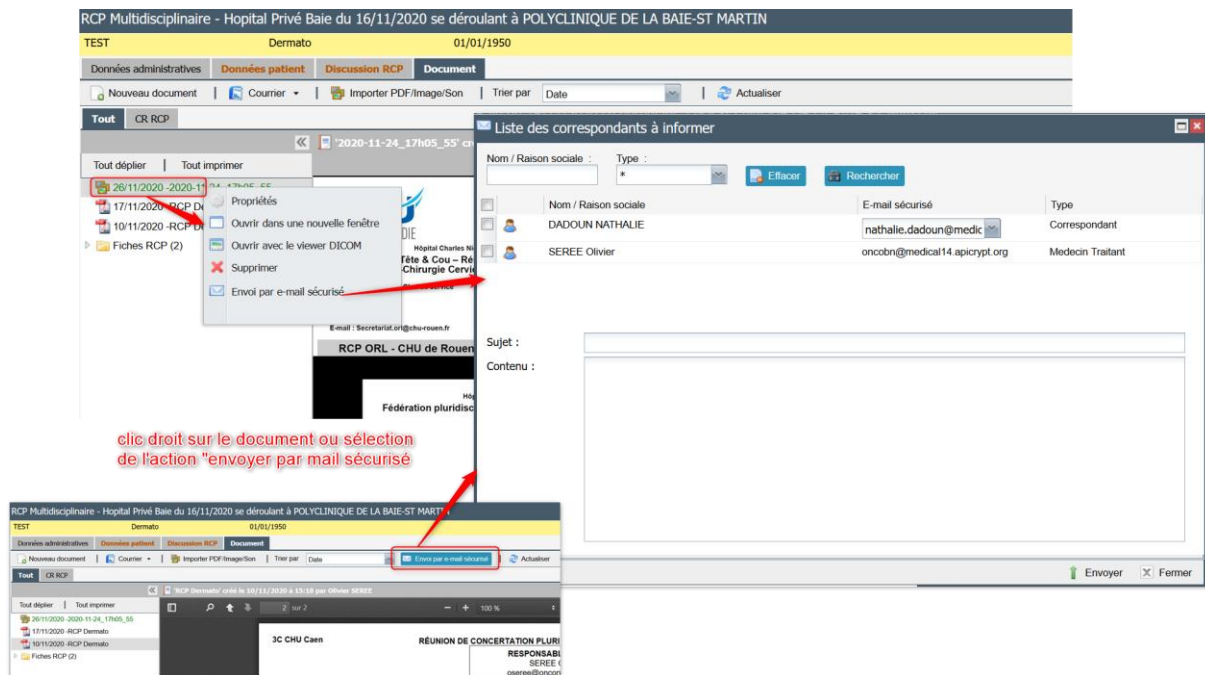 RCP Multidisciplinaire - Hopital Privé Baie du 16/11/2020 se déroulant à POLYCLINIQUE DE LA BAIE-ST MARTIN
TEST Dermato 01/01/1950
Données administratives Données patient Discussion RCP Document
Nouveau document | Courrier | Importer PDF/Image/Son | Trier par Date | Actualiser
Tout CR RCP
'2020-11-24_17h05_55' cr
Tout déplier | Tout imprimer
26/11/2020 -2020-11-24_17h05_55
17/11/2020 -RCP De
10/11/2020 -RCP De
Fiches RCP (2)
Propriétés
Ouvrir dans une nouvelle fenêtre
Ouvrir avec le viewer DICOM
Supprimer
Envoi par e-mail sécurisé
DIE
Hôpital Charles Ni
Tête & Cou – Ré
-Chirurgie Cervi
E-mail : Secretariat.orl@chu-rouen.fr
RCP ORL - CHU de Rouen
Hôp
Fédération pluridisc
Liste des correspondants à informer
Nom / Raison sociale : Type :
* Effacer Rechercher
Nom / Raison sociale E-mail sécurisé Type
DADOUN NATHALIE nathalie.dadoun@medic Correspondant
SEREE Olivier oncobn@medical14.apicrypt.org Medecin Traitant
Sujet :
Contenu :
Envoyer Fermer
clic droit sur le document ou sélection
de l'action "envoyer par mail sécurisé
RCP Multidisciplinaire - Hopital Privé Baie du 16/11/2020 se déroulant à POLYCLINIQUE DE LA BAIE-ST MARTIN
TEST Dermato 01/01/1950
Données administratives Données patient Discussion RCP Document
Nouveau document | Courrier | Importer PDF/Image/Son | Trier par Date Envoi par e-mail sécurisé | Actualiser
Tout CR RCP
'RCP Dermato' créé le 10/11/2020 à 15:18 par Olivier SEREE
Tout déplier | Tout imprimer
2 sur 2 − + 100 %
26/11/2020 -2020-11-24_17h05_55
17/11/2020 -RCP Dermato
10/11/2020 -RCP Dermato
Fiches RCP (2)
3C CHU Caen RÉUNION DE CONCERTATION PLURI
RESPONSABL
SEREE
oseree@oncon